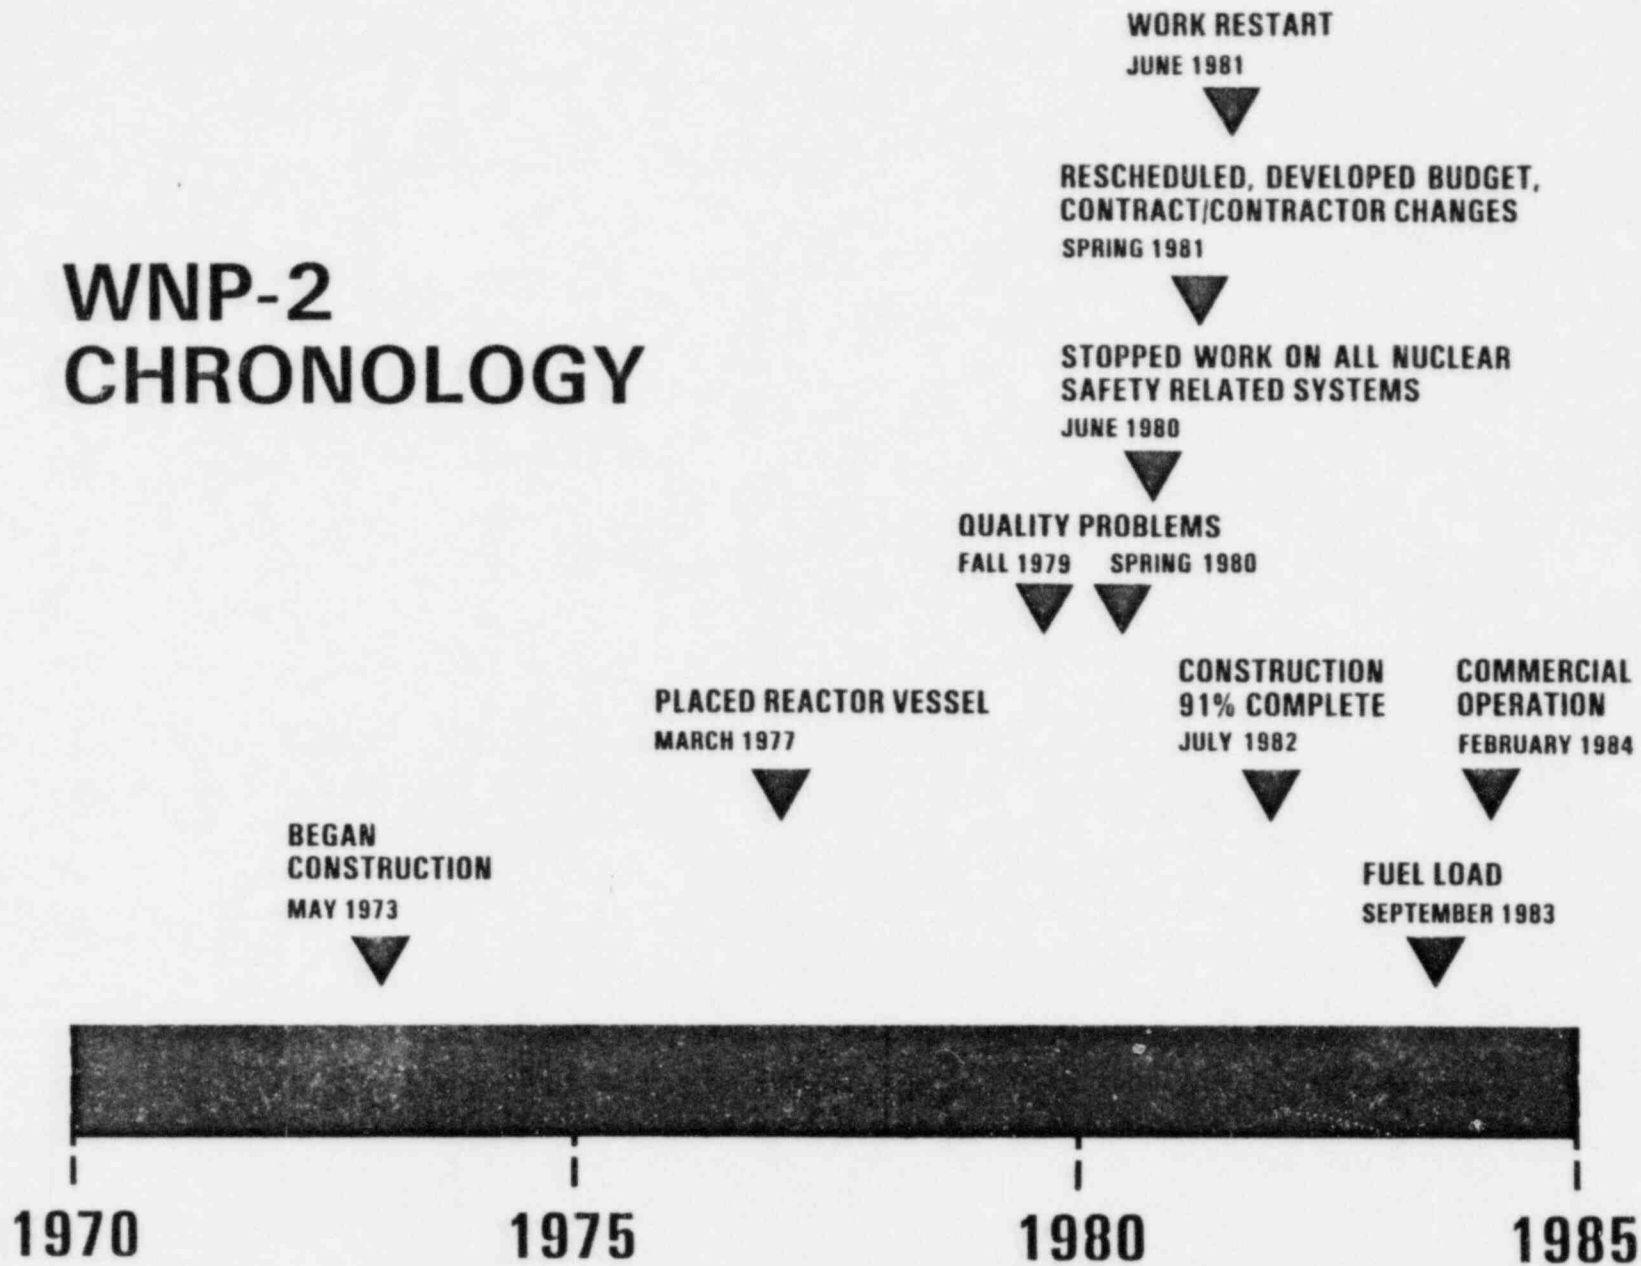 WORK RESTART
JUNE 1981
RESCHEDULED, DEVELOPED BUDGET,
CONTRACT/CONTRACTOR CHANGES
SPRING 1981
WNP-2
CHRONOLOGY
STOPPED WORK ON ALL NUCLEAR
SAFETY RELATED SYSTEMS
JUNE 1980
QUALITY PROBLEMS
FALL 1979 SPRING 1980
PLACED REACTOR VESSEL
MARCH 1977
CONSTRUCTION
91% COMPLETE
JULY 1982
COMMERCIAL
OPERATION
FEBRUARY 1984
BEGAN
CONSTRUCTION
MAY 1973
FUEL LOAD
SEPTEMBER 1983
1970 1975 1980 1985